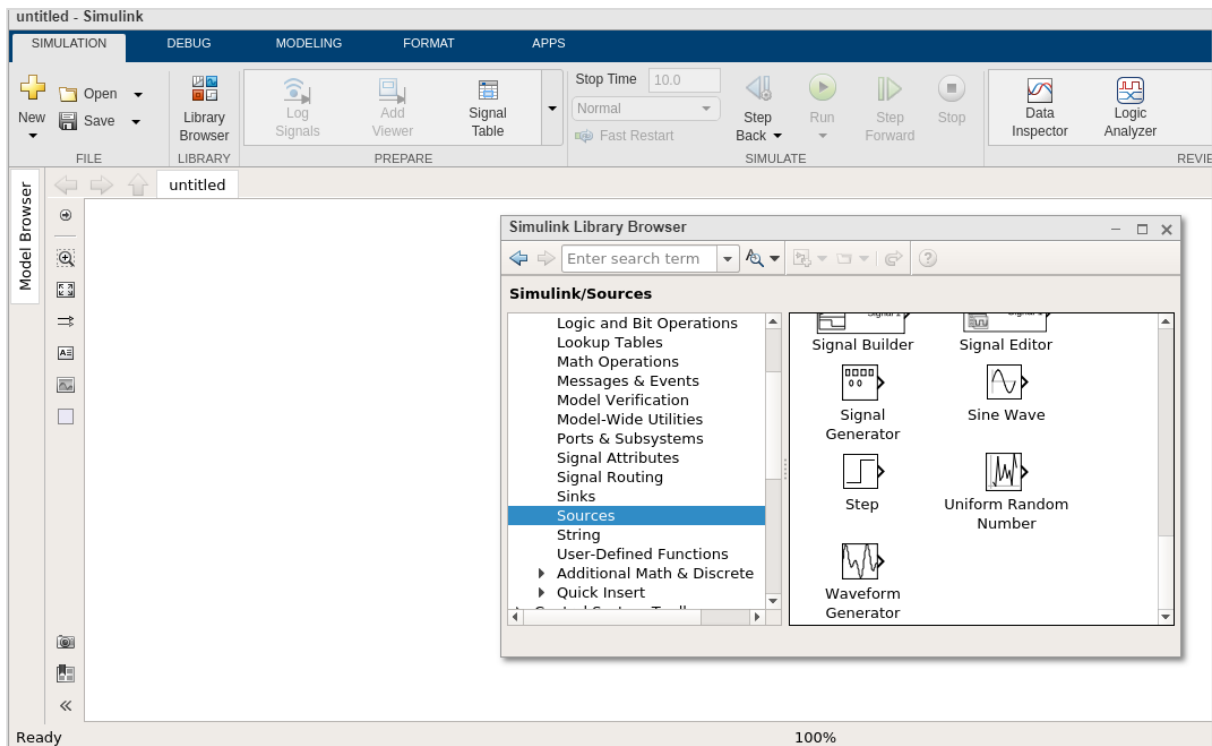 untitled - Simulink
SIMULATION DEBUG MODELING FORMAT APPS
New
Open
Save
FILE
Library
Browser
LIBRARY
Log
Signals
Add
Viewer
Signal
Table
PREPARE
Stop Time 10.0
Normal
Fast Restart
Step
Back
Run
Step
Forward
Stop
SIMULATE
Data
Inspector
Logic
Analyzer
REVIE
Model Browser
untitled
Simulink Library Browser
Enter search term
Simulink/Sources
Logic and Bit Operations
Lookup Tables
Math Operations
Messages & Events
Model Verification
Model-Wide Utilities
Ports & Subsystems
Signal Attributes
Signal Routing
Sinks
Sources
String
User-Defined Functions
Additional Math & Discrete
Quick Insert
Signal Builder
Signal Editor
Signal
Generator
Sine Wave
Step
Uniform Random
Number
Waveform
Generator
Ready
100%